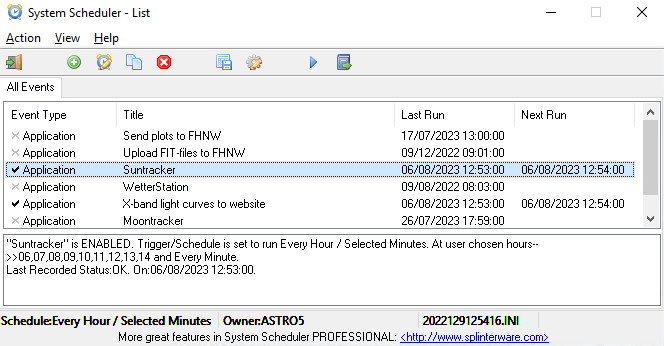 System Scheduler - List
Action View Help
All Events
Event Type Title Last Run Next Run
Application Send plots to FHNW 17/07/2023 13:00:00
Application Upload FIT-files to FHNW 09/12/2022 09:01:00
Application Suntracker 06/08/2023 12:53:00 06/08/2023 12:54:00
Application WetterStation 09/08/2022 08:03:00
Application X-band light curves to website 06/08/2023 12:53:00 06/08/2023 12:54:00
Application Moontracker 26/07/2023 17:59:00
"Suntracker" is ENABLED. Trigger/Schedule is set to run Every Hour / Selected Minutes. At user chosen hours--
>>06,07,08,09,10,11,12,13,14 and Every Minute.
Last Recorded Status:OK. On:06/08/2023 12:53:00.
Schedule:Every Hour / Selected Minutes Owner:ASTRO5 2022129125416.INI
More great features in System Scheduler PROFESSIONAL: <http://www.splinterware.com>